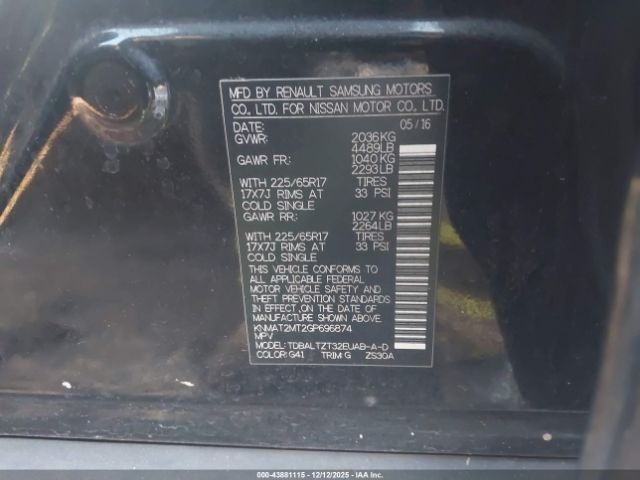 MFD BY RENAULT SAMSUNG MOTORS
CO., LTD. FOR NISSAN MOTOR CO., LTD.
DATE: 05/16
GVWR: 2036KG
4489LB
GAWR FR: 1040KG
2293LB
WITH 225/65R17 TIRES
17X7J RIMS AT 33 PSI
COLD SINGLE
GAWR RR: 1027KG
2264LB
WITH 225/65R17 TIRES
17X7J RIMS AT 33 PSI
COLD SINGLE
THIS VEHICLE CONFORMS TO
ALL APPLICABLE FEDERAL
MOTOR VEHICLE SAFETY AND
THEFT PREVENTION STANDARDS
IN EFFECT, ON THE DATE OF
MANUFACTURE SHOWN ABOVE.
KNMAT2MT2GP696874
MPV
MODEL: TDBALTZT32EUAB-A-D
COLOR: G41 TRIM: G ZS30A
000-43881115 - 12/12/2025 - IAAI.COM